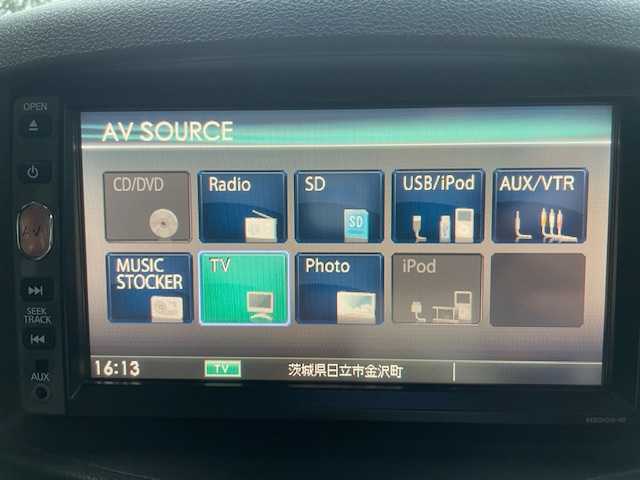 OPEN
AV SOURCE
CD/DVD
Radio
SD
USB/iPod
AUX/VTR
SD
AV
MUSIC
STOCKER
TV
Photo
iPod
SEEK
TRACK
16:13
TV
茨城県日立市金沢町
AUX